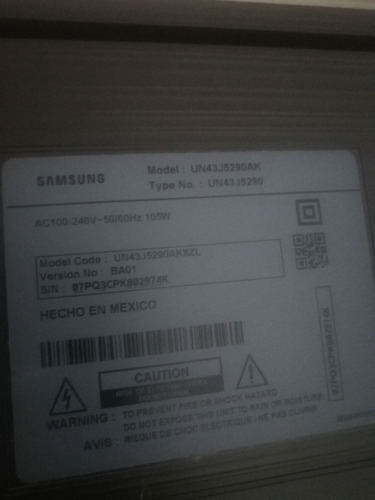 SAMSUNG
Model : UN43J5290AK
Type No. : UN43J5290
AC100-240V~50/60Hz 105W
Model Code : UN43J5290AKXZL
Version No : BA01
S/N : 07PQ3CPK802974K
HECHO EN MEXICO
CAUTION
WARNING : TO PREVENT FIRE OR SHOCK HAZARD
DO NOT EXPOSE THIS UNIT TO RAIN OR MOISTURE
AVIS : RISQUE DE CHOC ELECTRIQUE - NE PAS OUVRIR